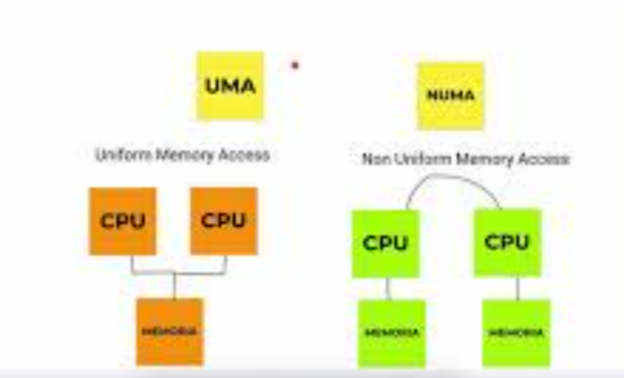 UMA
NUMA
Uniform Memory Access
Non Uniform Memory Access
CPU
CPU
CPU
CPU
MEMORIA
MEMORIA
MEMORIA